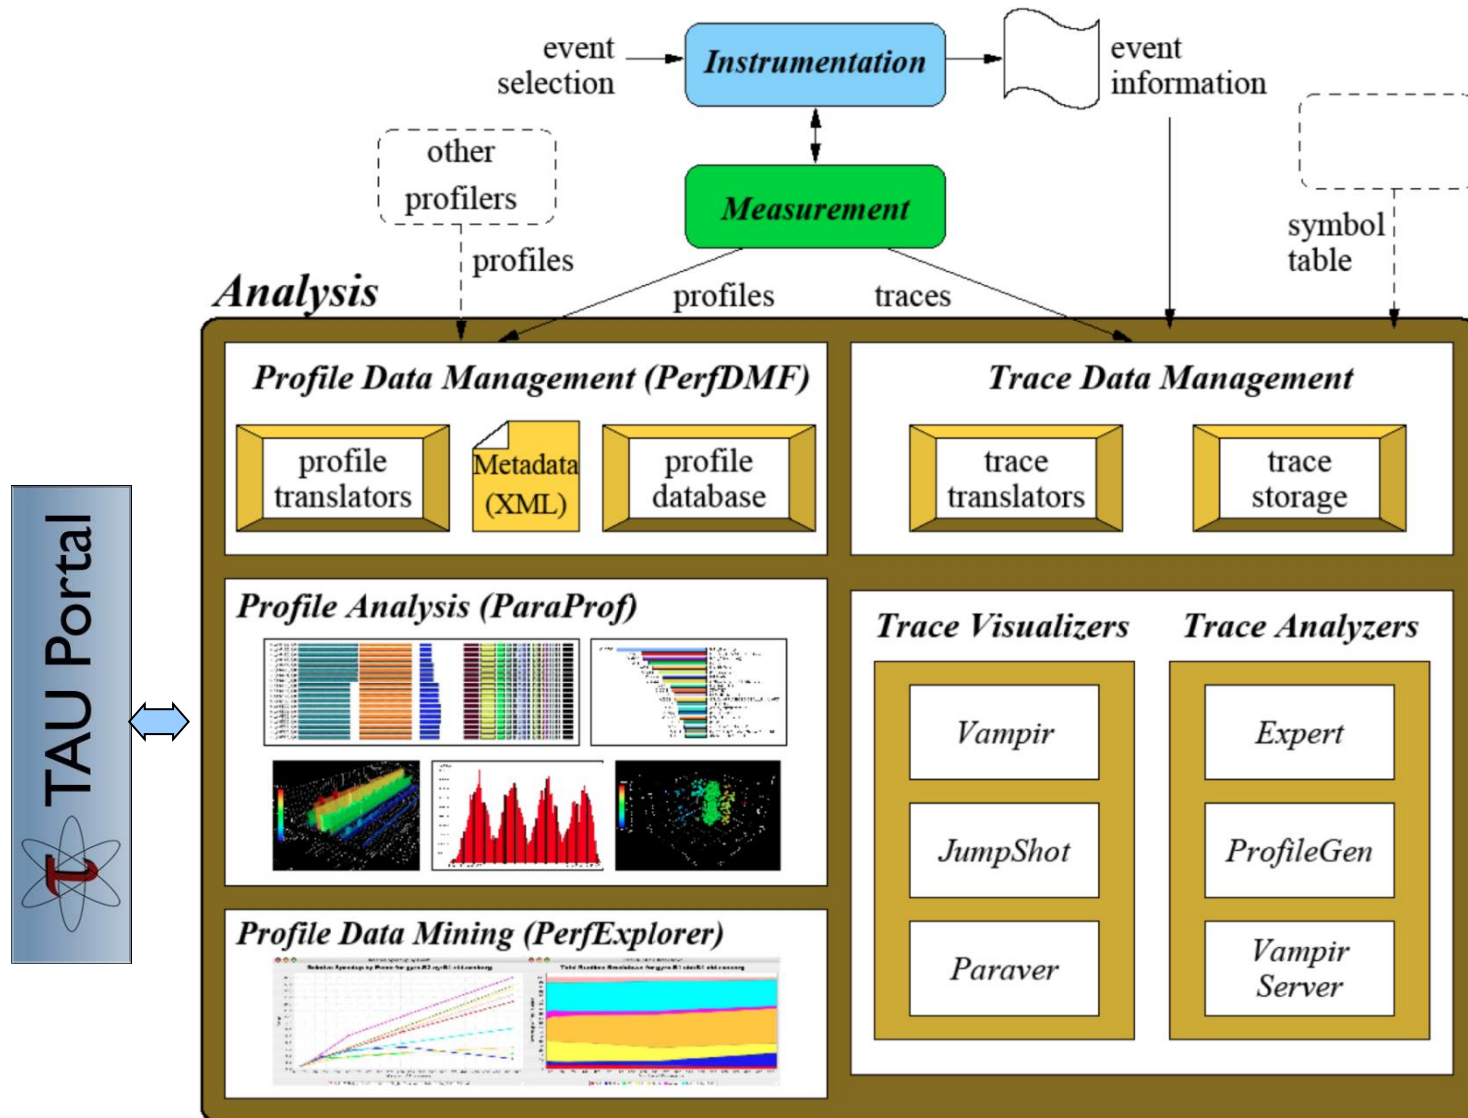 event
selection
Instrumentation
event
information
other
profilers
Measurement
symbol
table
profiles
profiles
traces
Analysis
Profile Data Management (PerfDMF)
profile
translators
Metadata
(XML)
profile
database
Trace Data Management
trace
translators
trace
storage
TAU Portal
Profile Analysis (ParaProf)
Trace Visualizers
Trace Analyzers
Vampir
Expert
JumpShot
ProfileGen
Paraver
Vampir
Server
Profile Data Mining (PerfExplorer)